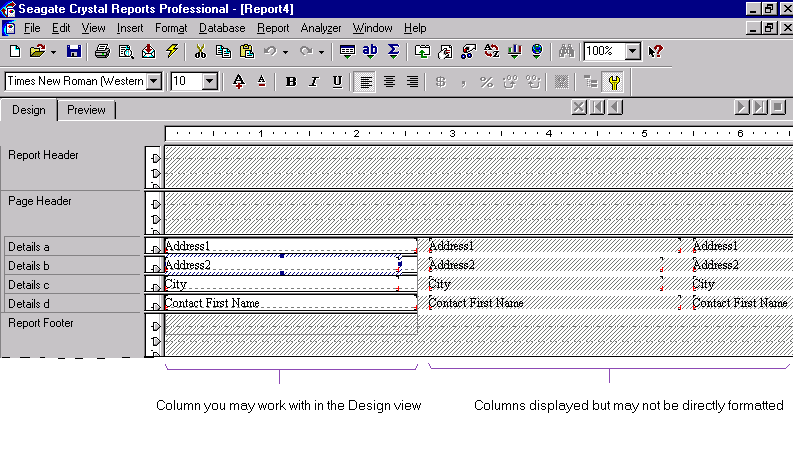 Seagate Crystal Reports Professional - [Report4]
File Edit View Insert Format Database Report Analyzer Window Help
100%
Times New Roman (Western 10 B I U $ , %
Design Preview
1 2 3 4 5 6
Report Header
Page Header
Details a Address1 Address1 Address1
Details b Address2 Address2 Address2
Details c City City City
Details d Contact First Name Contact First Name Contact First Name
Report Footer
Column you may work with in the Design view Columns displayed but may not be directly formatted